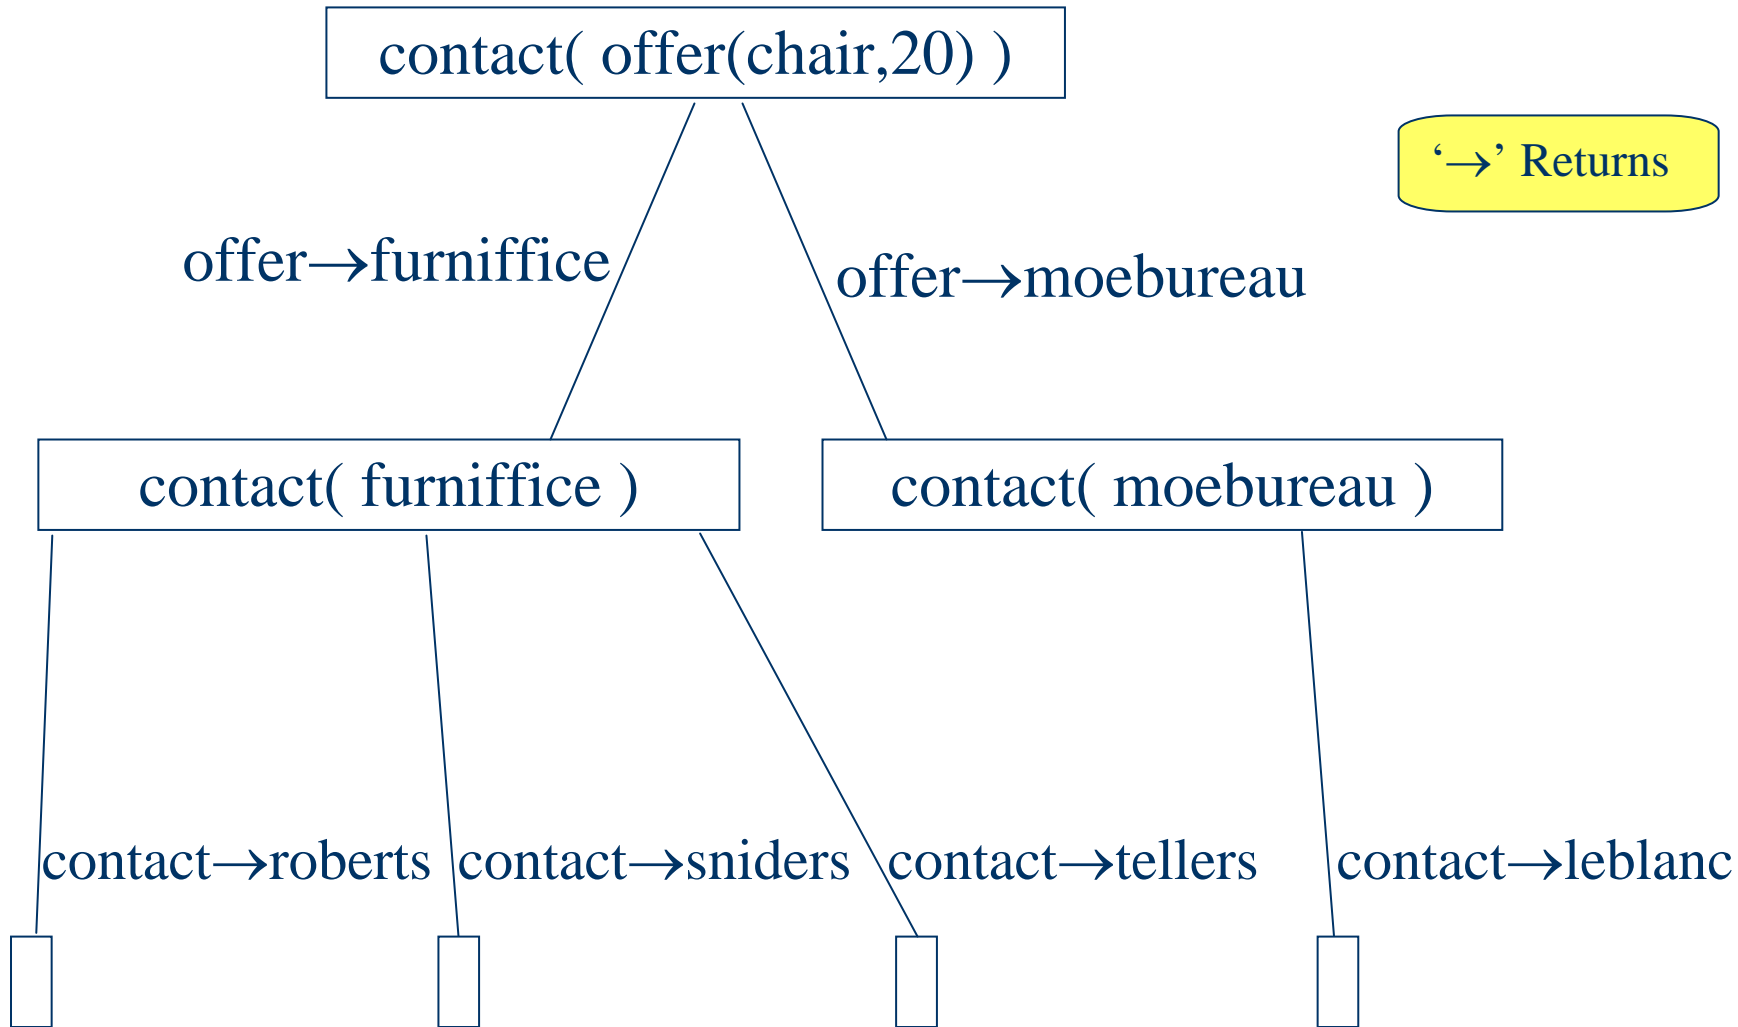 contact( offer(chair,20) )
‘→’ Returns
offer→furniffice
offer→moebureau
contact( furniffice )
contact( moebureau )
contact→roberts
contact→sniders
contact→tellers
contact→leblanc